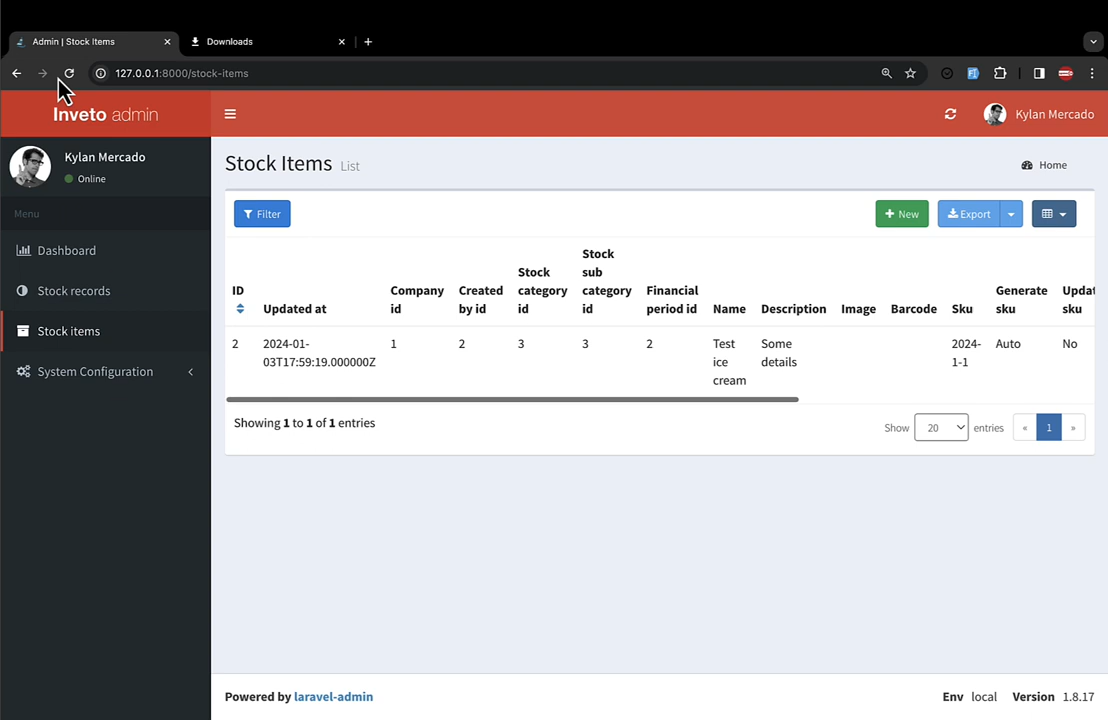 Admin | Stock Items
Downloads
127.0.0.1:8000/stock-items
Inveto admin
Kylan Mercado
Kylan Mercado
Online
Menu
Dashboard
Stock records
Stock items
System Configuration
Stock Items List
Home
Filter
New
Export
ID
Updated at
Company
id
Created
by id
Stock
category
id
Stock
sub
category
id
Financial
period id
Name
Description
Image
Barcode
Sku
Generate
sku
Updat
sku
2
2024-01-
03T17:59:19.000000Z
1
2
3
3
2
Test
ice
cream
Some
details
2024-
1-1
Auto
No
Showing 1 to 1 of 1 entries
Show 20 entries
« 1 »
Powered by laravel-admin
Env local Version 1.8.17